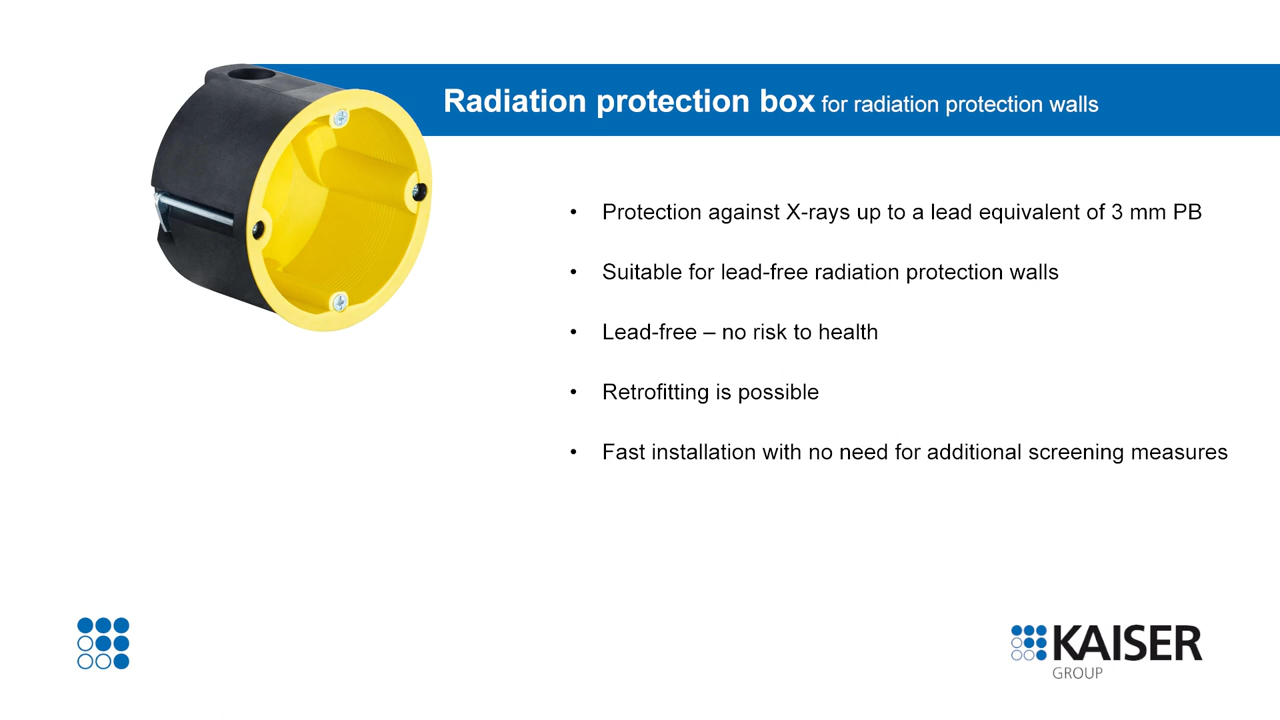 Radiation protection box for radiation protection walls
• Protection against X-rays up to a lead equivalent of 3 mm PB
• Suitable for lead-free radiation protection walls
• Lead-free – no risk to health
• Retrofitting is possible
• Fast installation with no need for additional screening measures
KAISER
GROUP